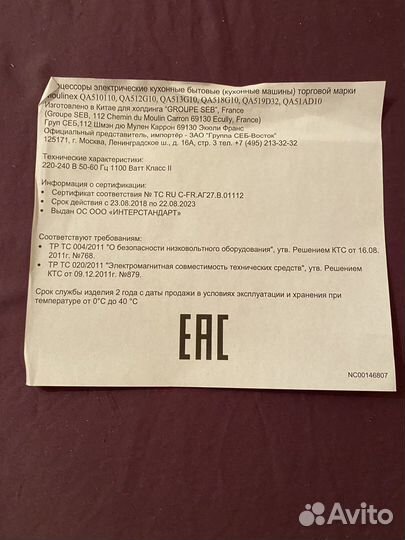 оцессоры электрические кухонные бытовые (кухонные машины) торговой марки
oulinex QA510110, QA512G10, QA513G10, QA518G10, QA519D32, QA51AD10
Изготовлено в Китае для холдинга "GROUPE SEB", France
(Groupe SEB, 112 Chemin du Moulin Carron 69130 Ecully, France)
Груп СЕБ,112 Шмэн дю Мулен Каррон 69130 Экюли Франс
Официальный представитель, импортер - ЗАО "Группа СЕБ-Восток"
125171, г. Москва, Ленинградское ш., д. 16А, стр. 3 тел. +7 (495) 213-32-32
Технические характеристики:
220-240 В 50-60 Гц 1100 Ватт Класс II
Информация о сертификации:
• Сертификат соответствия № TC RU C-FR.АГ27.В.01112
• Срок действия с 23.08.2018 по 22.08.2023
• Выдан ОС ООО «ИНТЕРСТАНДАРТ»
Соответствуют требованиям:
• ТР ТС 004/2011 "О безопасности низковольтного оборудования", утв. Решением КТС от 16.08.
2011г. №768.
• ТР ТС 020/2011 "Электромагнитная совместимость технических средств", утв. Решением
КТС от 09.12.2011г. №879.
Срок службы изделия 2 года с даты продажи в условиях эксплуатации и хранения при
температуре от 0°С до 40 °С
EAC
NC00146807
Avito